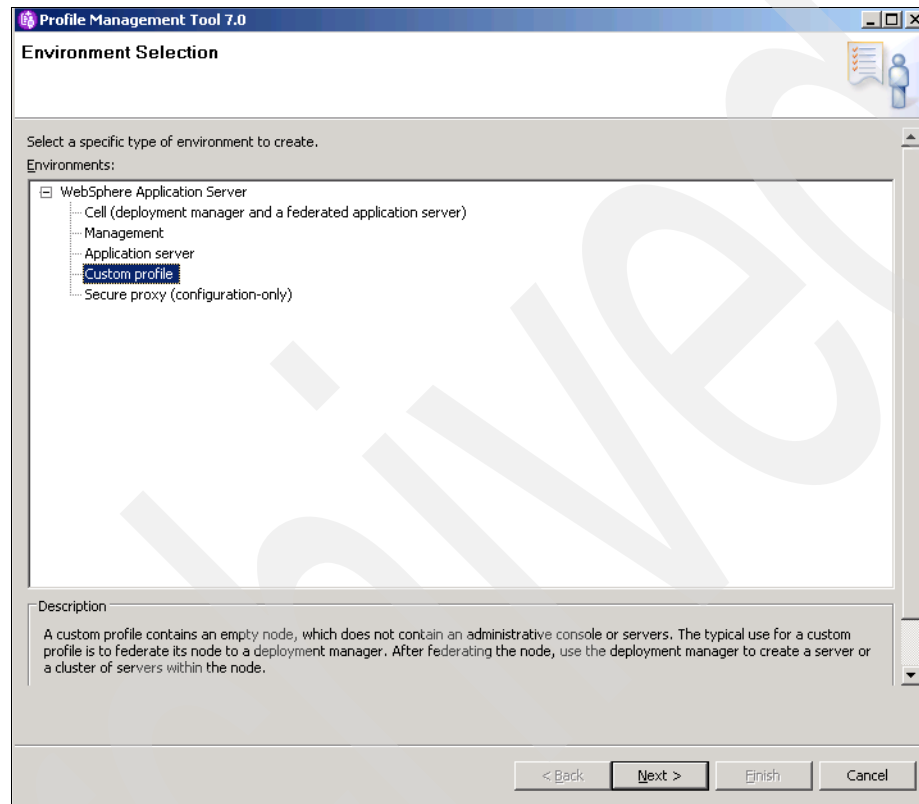 Profile Management Tool 7.0
Environment Selection
Select a specific type of environment to create.
Environments:
WebSphere Application Server
Cell (deployment manager and a federated application server)
Management
Application server
Custom profile
Secure proxy (configuration-only)
Description
A custom profile contains an empty node, which does not contain an administrative console or servers. The typical use for a custom
profile is to federate its node to a deployment manager. After federating the node, use the deployment manager to create a server or
a cluster of servers within the node.
< Back
Next >
Finish
Cancel